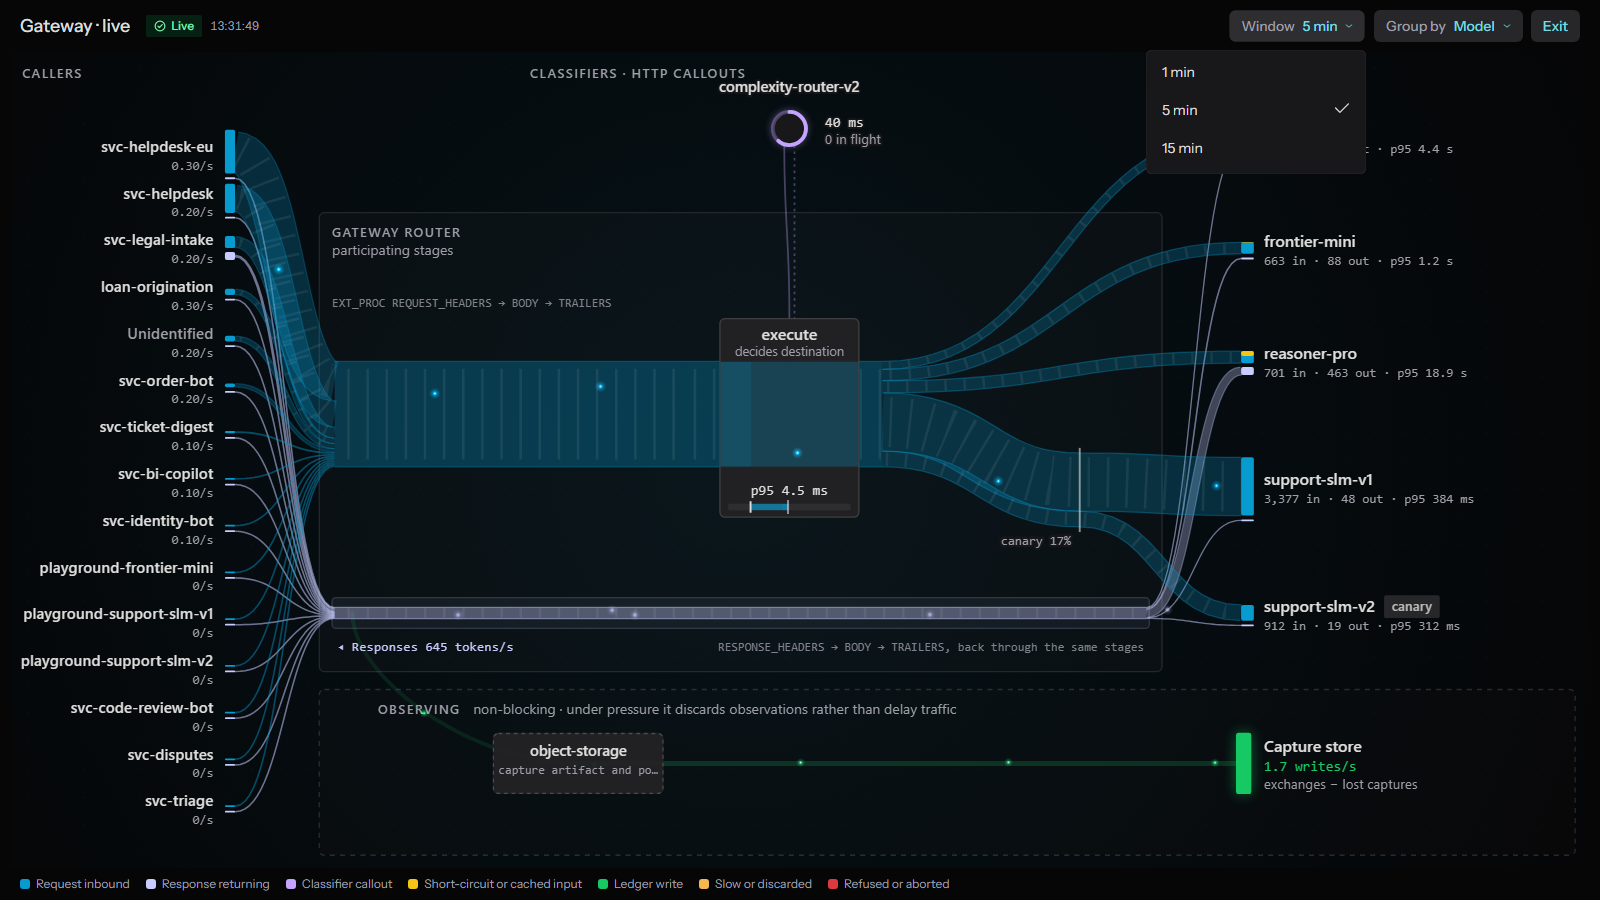 Gateway · live
Live
13:31:49
Window 5 min
Group by Model
Exit
1 min
5 min
15 min
CALLERS
CLASSIFIERS · HTTP CALLOUTS
complexity-router-v2
40 ms
0 in flight
svc-helpdesk-eu
0.30/s
svc-helpdesk
0.20/s
svc-legal-intake
0.20/s
loan-origination
0.30/s
Unidentified
0.20/s
svc-order-bot
0.20/s
svc-ticket-digest
0.10/s
svc-bi-copilot
0.10/s
svc-identity-bot
0.10/s
playground-frontier-mini
0/s
playground-support-slm-v1
0/s
playground-support-slm-v2
0/s
svc-code-review-bot
0/s
svc-disputes
0/s
svc-triage
0/s
GATEWAY ROUTER
participating stages
EXT_PROC REQUEST_HEADERS → BODY → TRAILERS
execute
decides destination
p95 4.5 ms
canary 17%
· p95 4.4 s
frontier-mini
663 in · 88 out · p95 1.2 s
reasoner-pro
701 in · 463 out · p95 18.9 s
support-slm-v1
3,377 in · 48 out · p95 384 ms
support-slm-v2 canary
912 in · 19 out · p95 312 ms
◂ Responses 645 tokens/s
RESPONSE_HEADERS → BODY → TRAILERS, back through the same stages
OBSERVING non-blocking · under pressure it discards observations rather than delay traffic
object-storage
capture artifact and po…
Capture store
1.7 writes/s
exchanges – lost captures
Request inbound
Response returning
Classifier callout
Short-circuit or cached input
Ledger write
Slow or discarded
Refused or aborted